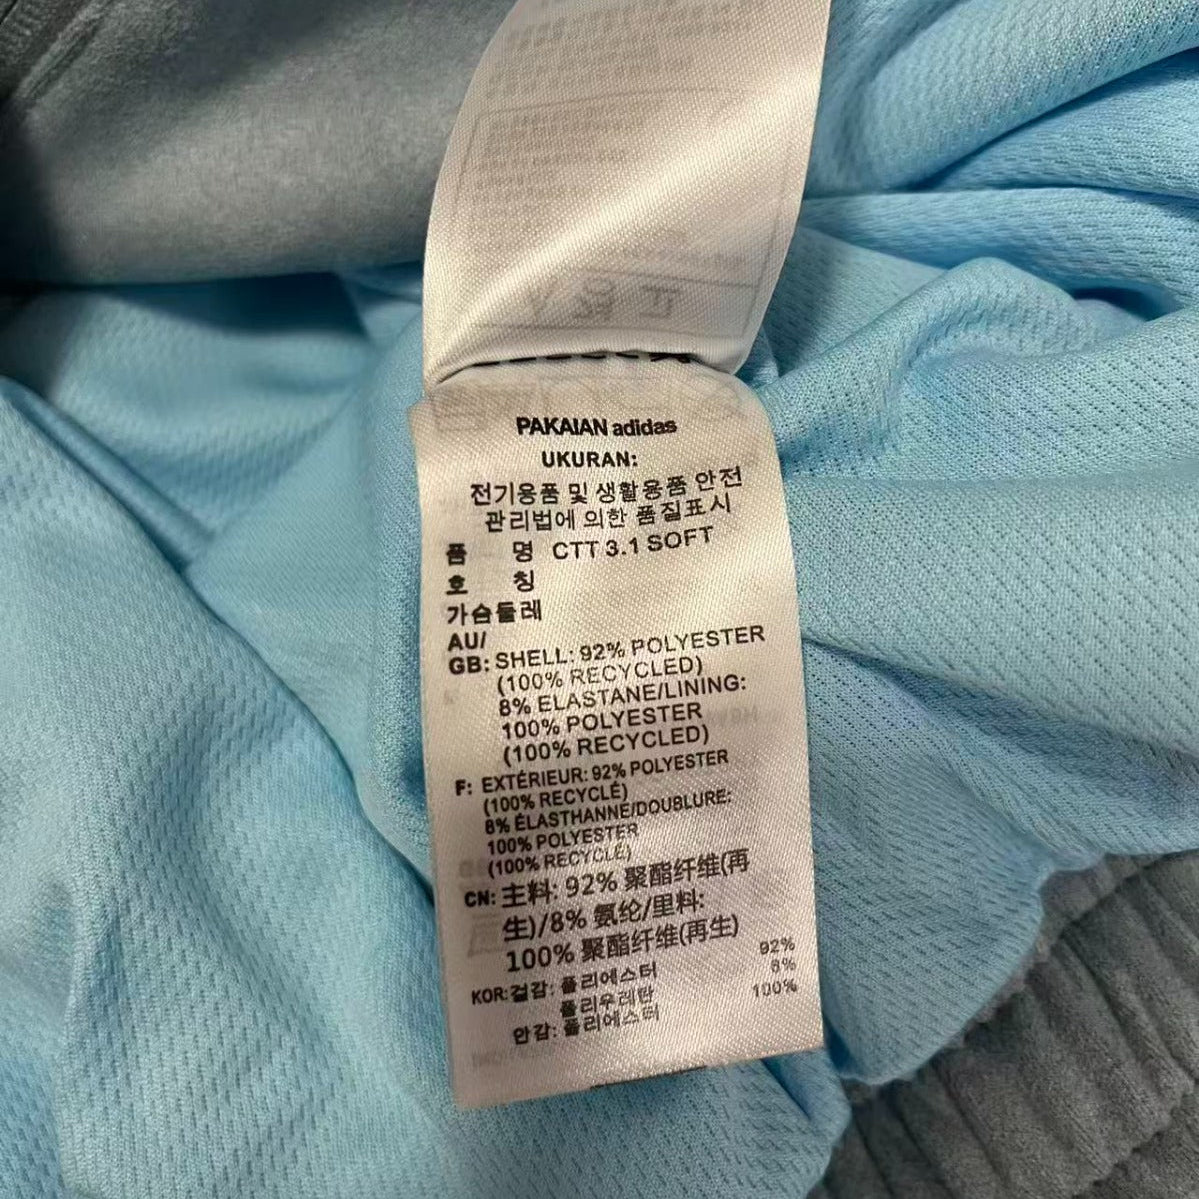 PAKAIAN adidas
UKURAN:
전기용품 및 생활용품 안전
관리법에 의한 품질표시
품 명 CTT 3.1 SOFT
호 칭
가슴둘레
AU/
GB: SHELL: 92% POLYESTER
(100% RECYCLED)
8% ELASTANE/LINING:
100% POLYESTER
(100% RECYCLED)
F: EXTÉRIEUR: 92% POLYESTER
(100% RECYCLÉ)
8% ÉLASTHANNE/DOUBLURE:
100% POLYESTER
(100% RECYCLÉ)
CN: 主料: 92% 聚酯纤维(再
生)/8% 氨纶/里料:
100% 聚酯纤维(再生)
KOR: 겉감: 폴리에스터 92%
폴리우레탄 8%
안감: 폴리에스터 100%